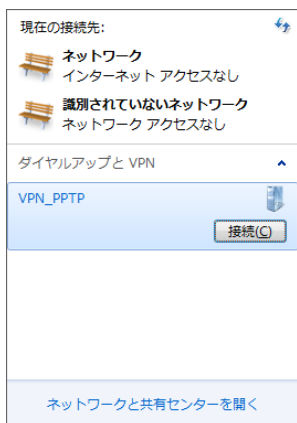 現在の接続先:
ネットワーク
インターネット アクセスなし
識別されていないネットワーク
ネットワーク アクセスなし
ダイヤルアップと VPN
VPN_PPTP
接続(C)
ネットワークと共有センターを開く